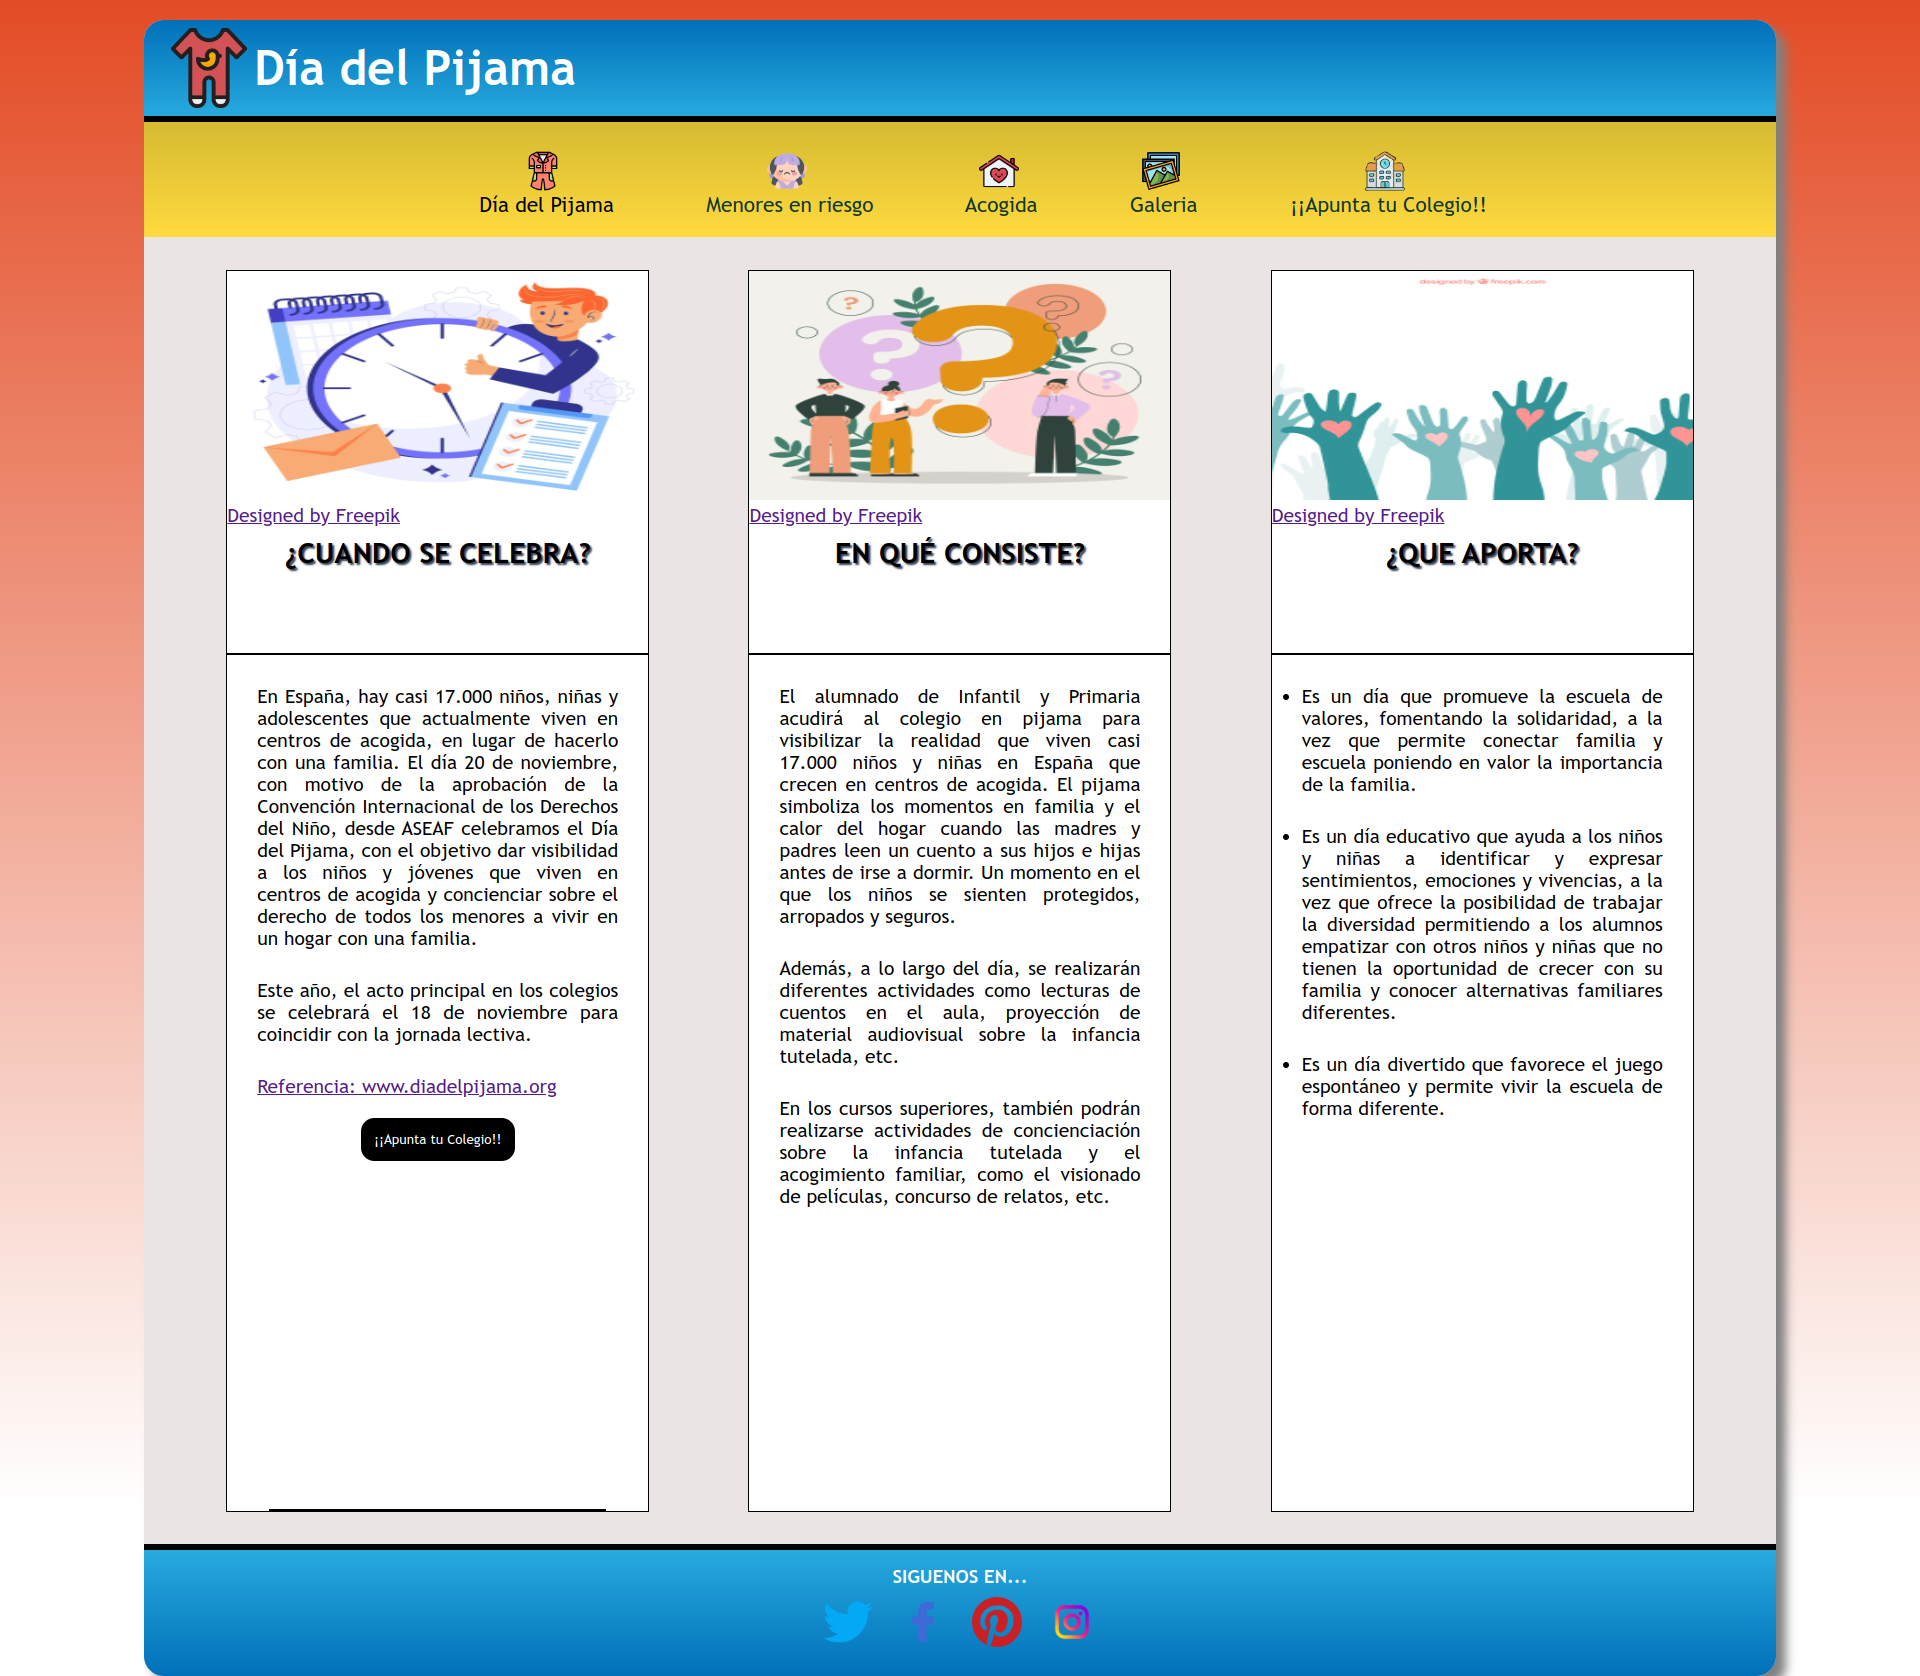 Día del Pijama
Día del Pijama
Menores en riesgo
Acogida
Galeria
¡¡Apunta tu Colegio!!
Designed by Freepik
¿CUANDO SE CELEBRA?
En España, hay casi 17.000 niños, niñas y
adolescentes que actualmente viven en
centros de acogida, en lugar de hacerlo
con una familia. El día 20 de noviembre,
con motivo de la aprobación de la
Convención Internacional de los Derechos
del Niño, desde ASEAF celebramos el Día
del Pijama, con el objetivo dar visibilidad
a los niños y jóvenes que viven en
centros de acogida y concienciar sobre el
derecho de todos los menores a vivir en
un hogar con una familia.
Este año, el acto principal en los colegios
se celebrará el 18 de noviembre para
coincidir con la jornada lectiva.
Referencia: www.diadelpijama.org
¡¡Apunta tu Colegio!!
? ? ? ? ?
Designed by Freepik
EN QUÉ CONSISTE?
El alumnado de Infantil y Primaria
acudirá al colegio en pijama para
visibilizar la realidad que viven casi
17.000 niños y niñas en España que
crecen en centros de acogida. El pijama
simboliza los momentos en familia y el
calor del hogar cuando las madres y
padres leen un cuento a sus hijos e hijas
antes de irse a dormir. Un momento en el
que los niños se sienten protegidos,
arropados y seguros.
Además, a lo largo del día, se realizarán
diferentes actividades como lecturas de
cuentos en el aula, proyección de
material audiovisual sobre la infancia
tutelada, etc.
En los cursos superiores, también podrán
realizarse actividades de concienciación
sobre la infancia tutelada y el
acogimiento familiar, como el visionado
de películas, concurso de relatos, etc.
designed by freepik.com
Designed by Freepik
¿QUE APORTA?
• Es un día que promueve la escuela de
valores, fomentando la solidaridad, a la
vez que permite conectar familia y
escuela poniendo en valor la importancia
de la familia.
• Es un día educativo que ayuda a los niños
y niñas a identificar y expresar
sentimientos, emociones y vivencias, a la
vez que ofrece la posibilidad de trabajar
la diversidad permitiendo a los alumnos
empatizar con otros niños y niñas que no
tienen la oportunidad de crecer con su
familia y conocer alternativas familiares
diferentes.
• Es un día divertido que favorece el juego
espontáneo y permite vivir la escuela de
forma diferente.
SIGUENOS EN...